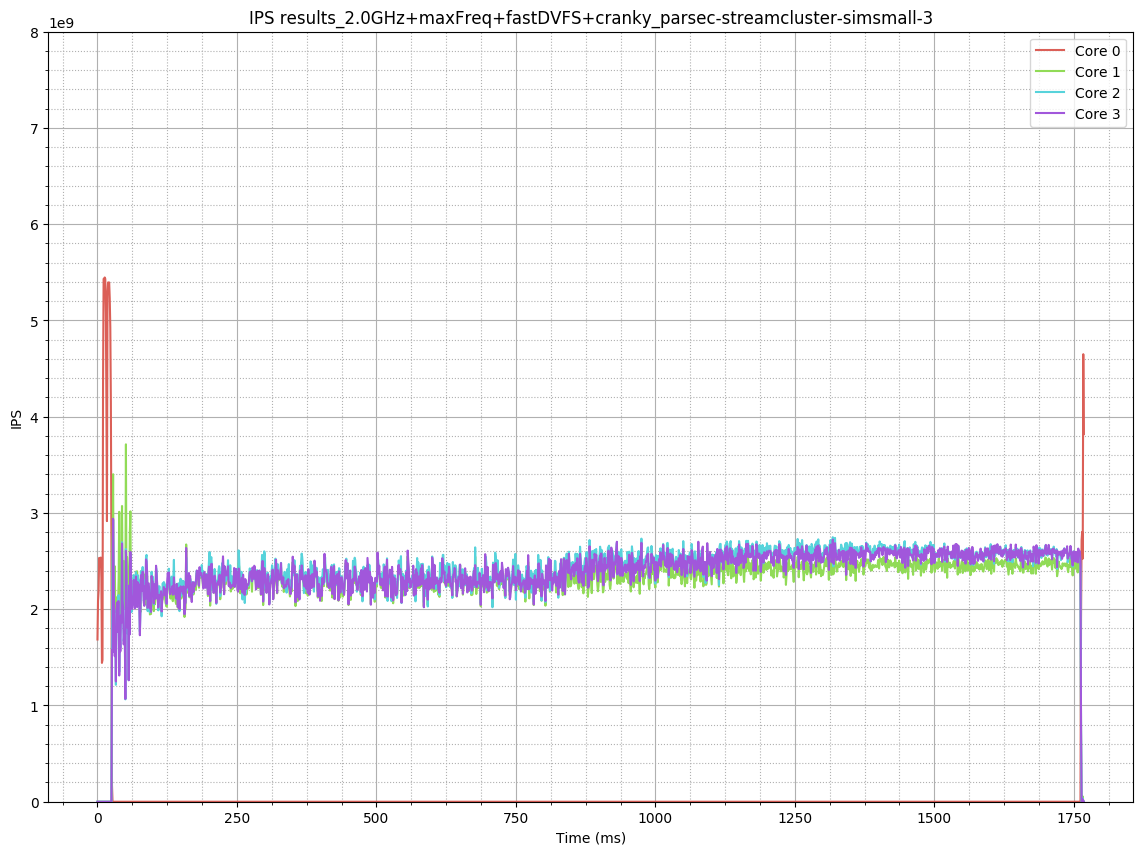 IPS results_2.0GHz+maxFreq+fastDVFS+cranky_parsec-streamcluster-simsmall-3
1e9
8
7
6
5
4
3
2
1
0
IPS
Core 0
Core 1
Core 2
Core 3
0 250 500 750 1000 1250 1500 1750
Time (ms)